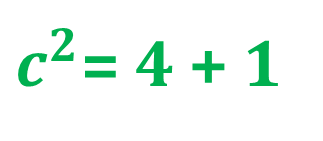 c² = 4 + 1